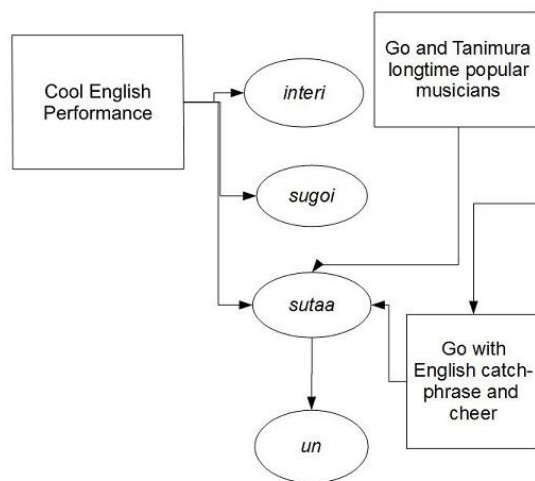 Cool English
Performance
interi
Go and Tanimura
longtime popular
musicians
sugoi
sutaa
Go with
English catch-
phrase and
cheer
un